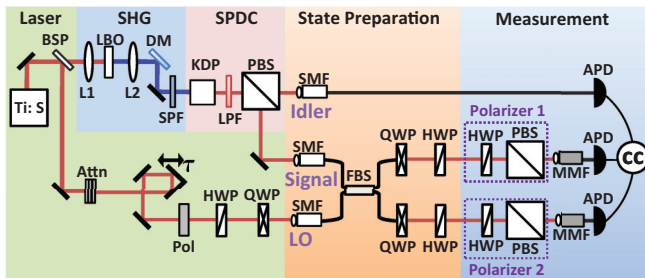 Laser SHG SPDC State Preparation Measurement
BSP LBO DM KDP PBS SMF APD
L1 L2 SPF LPF Idler
Ti: S
Polarizer 1
QWP HWP HWP PBS APD
SMF
Signal FBS MMF CC
Attn τ
HWP QWP SMF APD
Pol LO QWP HWP HWP PBS MMF
Polarizer 2